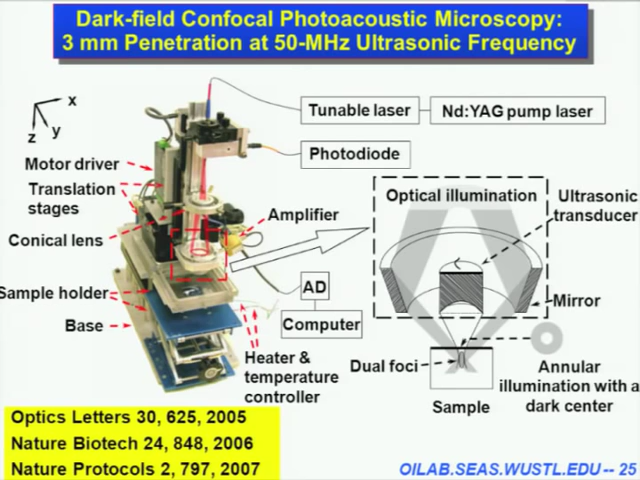 Dark-field Confocal Photoacoustic Microscopy:
3 mm Penetration at 50-MHz Ultrasonic Frequency
x
y
z
Tunable laser
Nd:YAG pump laser
Photodiode
Motor driver
Translation
stages
Conical lens
Amplifier
Optical illumination
Ultrasonic
transducer
Sample holder
Base
AD
Computer
Mirror
Heater &
temperature
controller
Dual foci
Sample
Annular
illumination with a
dark center
Optics Letters 30, 625, 2005
Nature Biotech 24, 848, 2006
Nature Protocols 2, 797, 2007
OILAB.SEAS.WUSTL.EDU -- 25